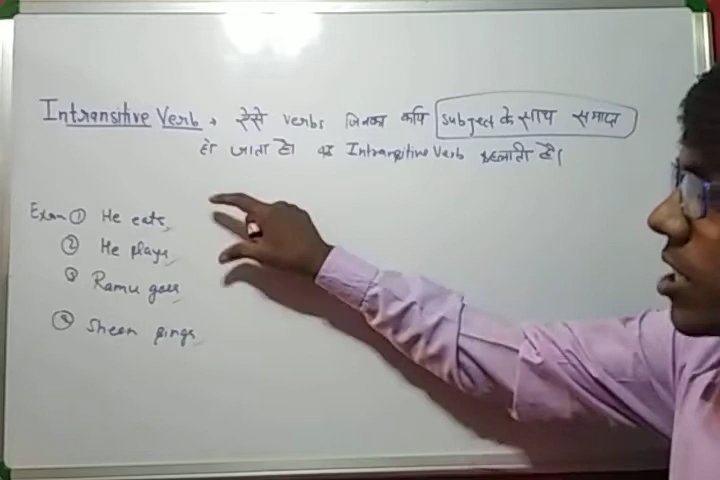 Intransitive Verb → ऐसे verbs जिनका कार्य Subject के साथ समाप्त
हो जाता है। वह Intransitive Verb कहलाती है।
Exam ① He eats
② He plays
③ Ramu goes
④ Sheen sings